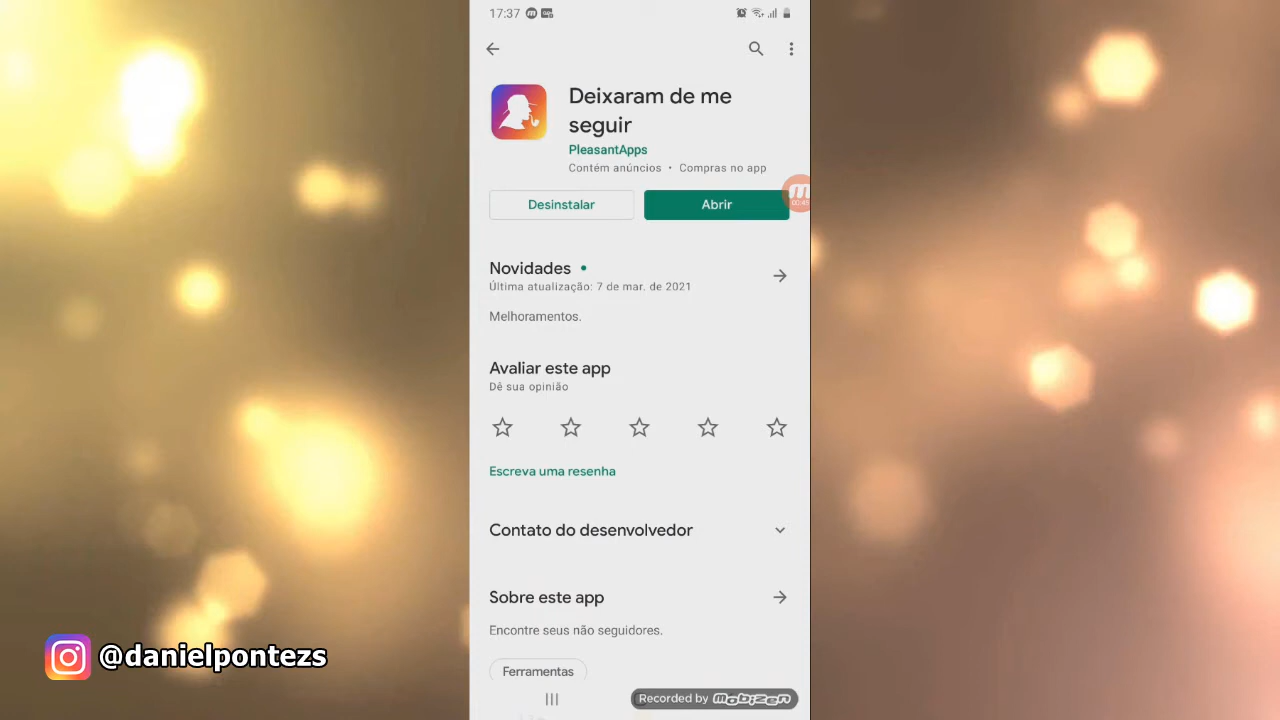 17:37
Deixaram de me
seguir
PleasantApps
Contém anúncios • Compras no app
Desinstalar
Abrir
00:45
Novidades •
Última atualização: 7 de mar. de 2021
Melhoramentos.
Avaliar este app
Dê sua opinião
Escreva uma resenha
Contato do desenvolvedor
Sobre este app
Encontre seus não seguidores.
Ferramentas
@danielpontezs
Recorded by Mobizen